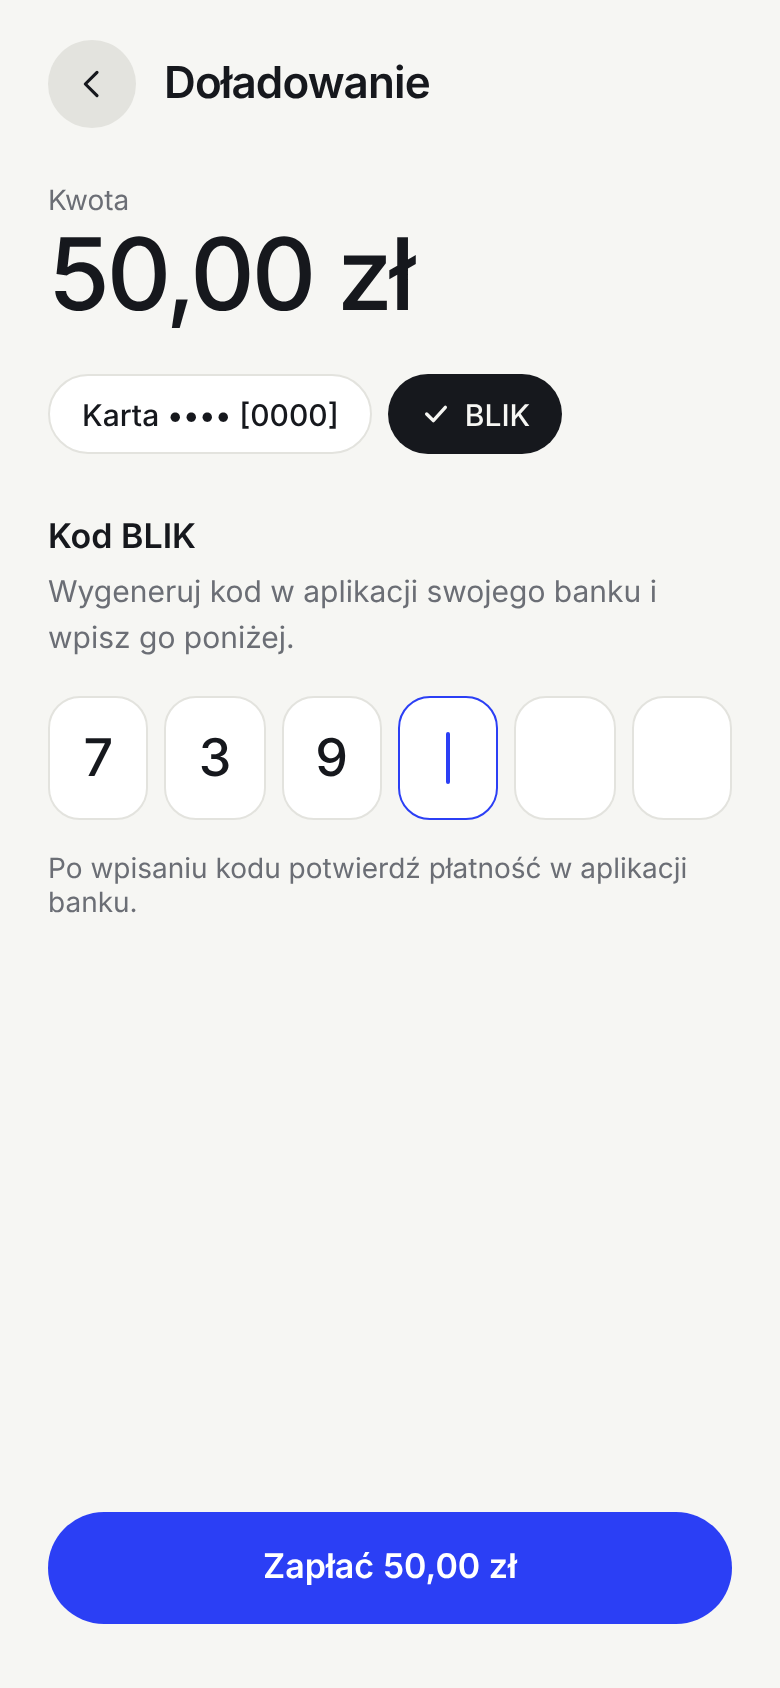 Doładowanie
Kwota
50,00 zł
Karta •••• [0000]
BLIK
Kod BLIK
Wygeneruj kod w aplikacji swojego banku i
wpisz go poniżej.
7 3 9
Po wpisaniu kodu potwierdź płatność w aplikacji
banku.
Zapłać 50,00 zł